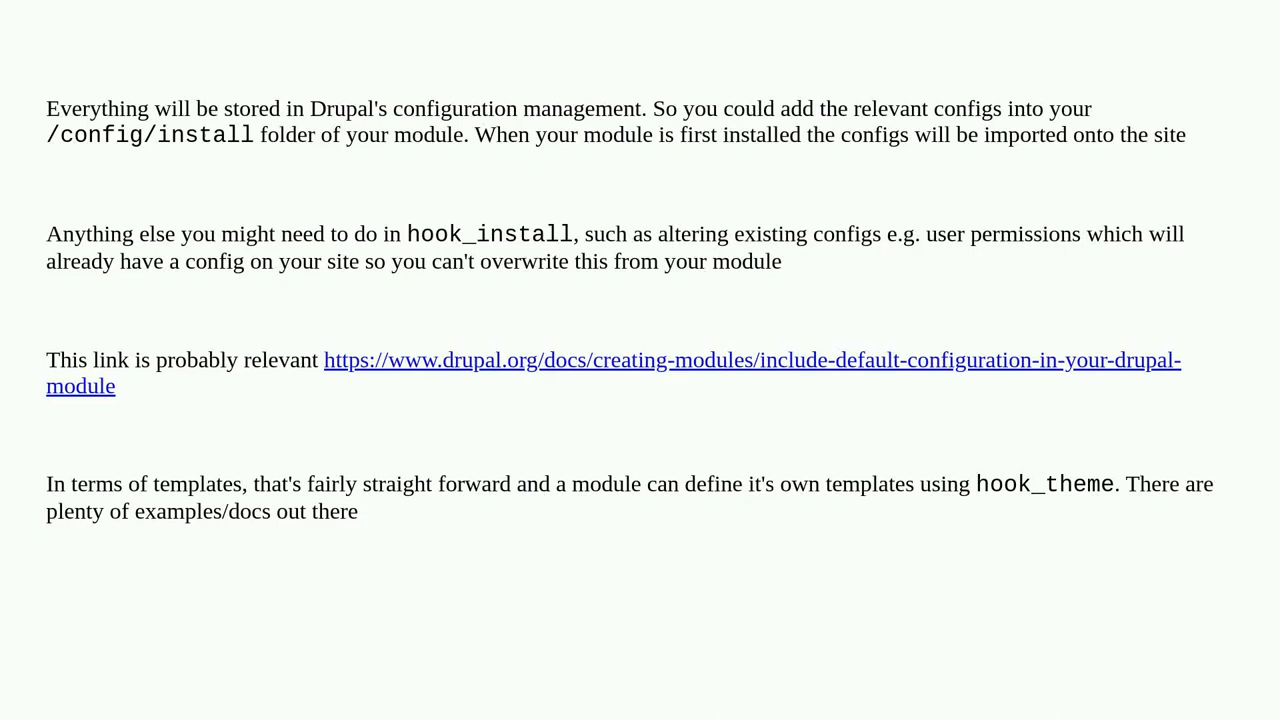 Everything will be stored in Drupal's configuration management. So you could add the relevant configs into your
/config/install folder of your module. When your module is first installed the configs will be imported onto the site
Anything else you might need to do in hook_install, such as altering existing configs e.g. user permissions which will
already have a config on your site so you can't overwrite this from your module
This link is probably relevant https://www.drupal.org/docs/creating-modules/include-default-configuration-in-your-drupal-
module
In terms of templates, that's fairly straight forward and a module can define it's own templates using hook_theme. There are
plenty of examples/docs out there